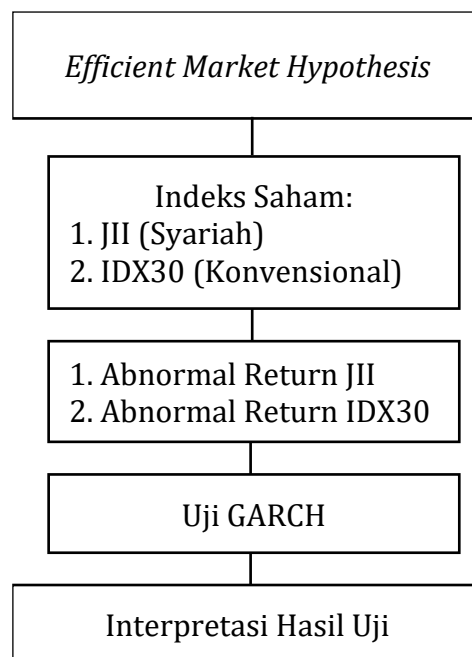 Efficient Market Hypothesis
Indeks Saham:
1. JII (Syariah)
2. IDX30 (Konvensional)
1. Abnormal Return JII
2. Abnormal Return IDX30
Uji GARCH
Interpretasi Hasil Uji